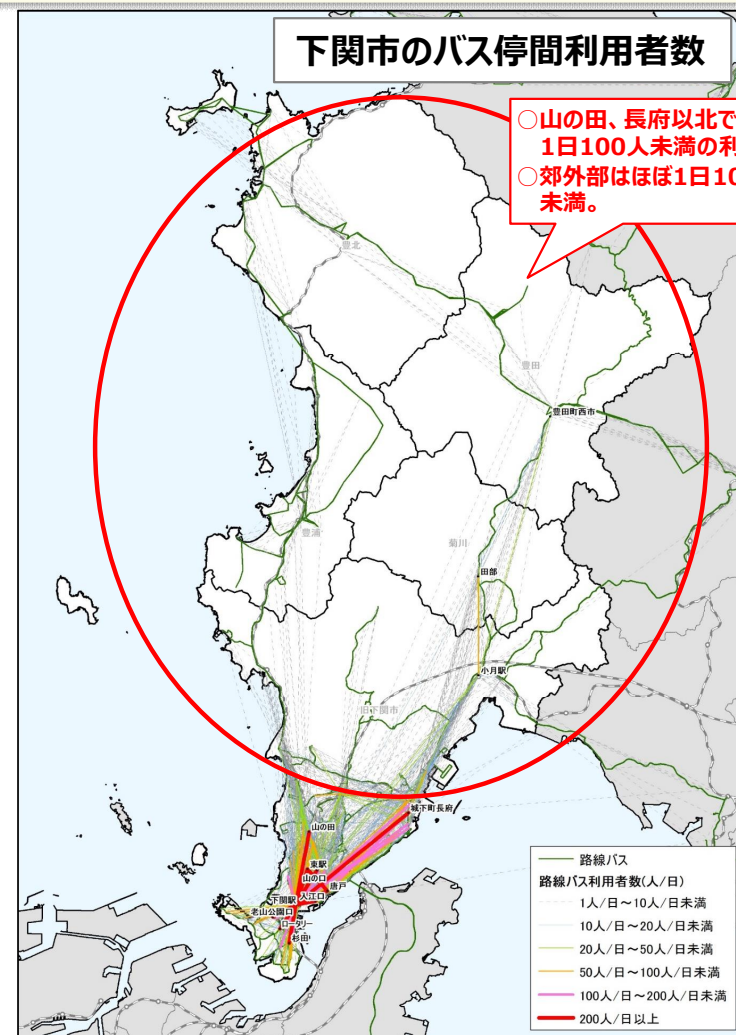 下関市のバス停間利用者数
○山の田、長府以北で
1日100人未満の利
○郊外部はほぼ1日10
未満。
豊北
豊田
豊田町西市
豊浦
菊川
田部
小月駅
旧下関市
城下町長府
山の田
東駅
山の口
唐戸
下関駅
入江口
老山公園口
ロータリー
杉田
路線バス
路線バス利用者数(人/日)
1人/日～10人/日未満
10人/日～20人/日未満
20人/日～50人/日未満
50人/日～100人/日未満
100人/日～200人/日未満
200人/日以上